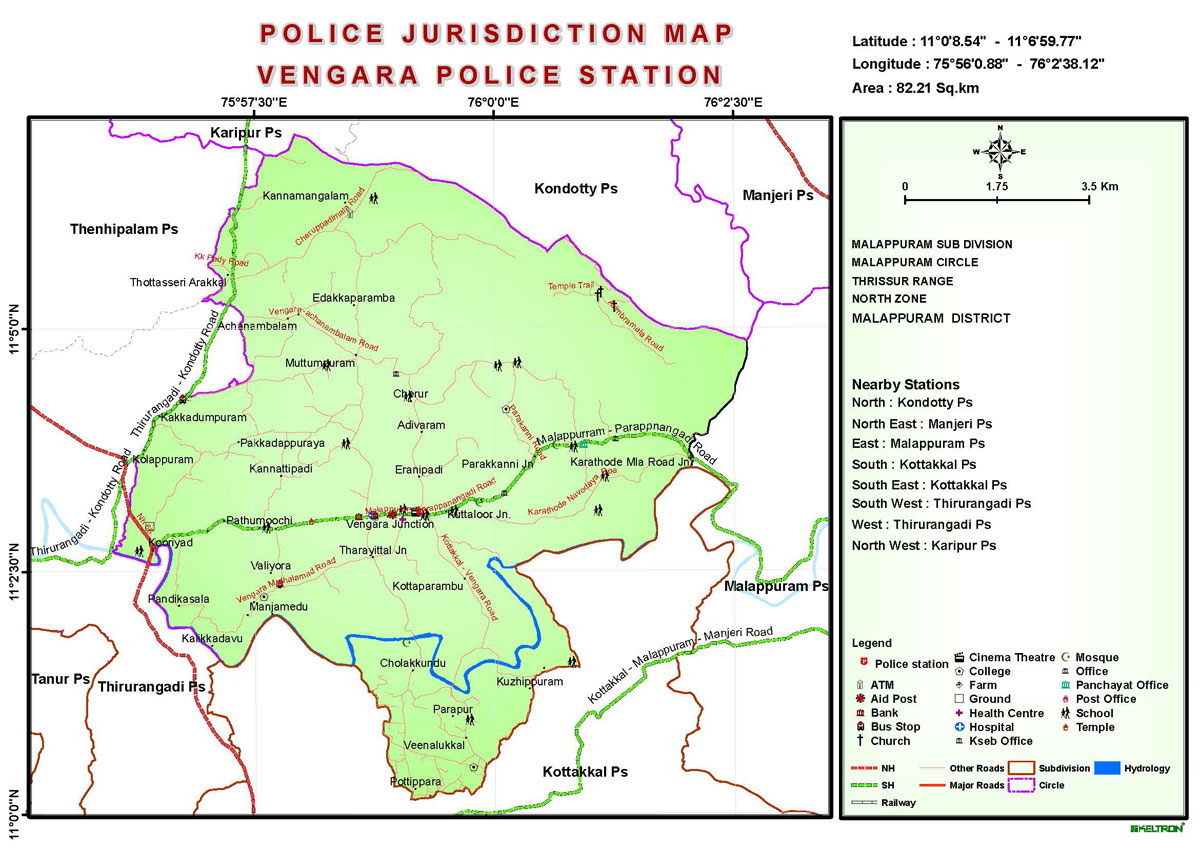 POLICE JURISDICTION MAP
VENGARA POLICE STATION
Latitude : 11°0'8.54" - 11°6'59.77"
Longitude : 75°56'0.88" - 76°2'38.12"
Area : 82.21 Sq.km
75°57'30"E
76°0'0"E
76°2'30"E
11°5'0"N
11°2'30"N
11°0'0"N
Karipur Ps
Kondotty Ps
Manjeri Ps
Thenhipalam Ps
Kannamangalam
Cheruppadimala Road
Kk Pady Road
Thottasseri Arakkal
Edakkaparamba
Temple Trail
Vengara -achanambalam Road
Achanambalam
Muttumpuram
Cherur
Thirurangadi - Kondotty Road
Kakkadumpuram
Adivaram
Parakanni Road
Malappurram - Parappnangadi Road
Pakkadappuraya
Kolappuram
Kannattipadi
Eranipadi
Parakkanni Jn
Karathode Mla Road Jn
Thirurangadi - Kondotty Road
Pathumoochi
Vengara Junction
Kuttaloor Jn.
Kooriyad
Tharayittal Jn
Kottakkal - Vengara Road
Valiyora
Kottaparambu
Malappuram Ps
Pandikasala
Manjamedu
Kalikkadavu
Kottakkal - Malappuram - Manjeri Road
Cholakkundu
Kuzhippuram
Tanur Ps
Thirurangadi Ps
Parapur
Veenalukkal
Kottakkal Ps
Pottippara
N
W E
S
0 1.75 3.5 Km
MALAPPURAM SUB DIVISION
MALAPPURAM CIRCLE
THRISSUR RANGE
NORTH ZONE
MALAPPURAM DISTRICT
Nearby Stations
North : Kondotty Ps
North East : Manjeri Ps
East : Malappuram Ps
South : Kottakkal Ps
South East : Kottakkal Ps
South West : Thirurangadi Ps
West : Thirurangadi Ps
North West : Karipur Ps
Legend
Police station
ATM
Aid Post
Bank
Bus Stop
Church
Cinema Theatre
College
Farm
Ground
Health Centre
Hospital
Kseb Office
Mosque
Office
Panchayat Office
Post Office
School
Temple
NH
SH
Railway
Other Roads
Major Roads
Subdivision
Circle
Hydrology
KELTRON